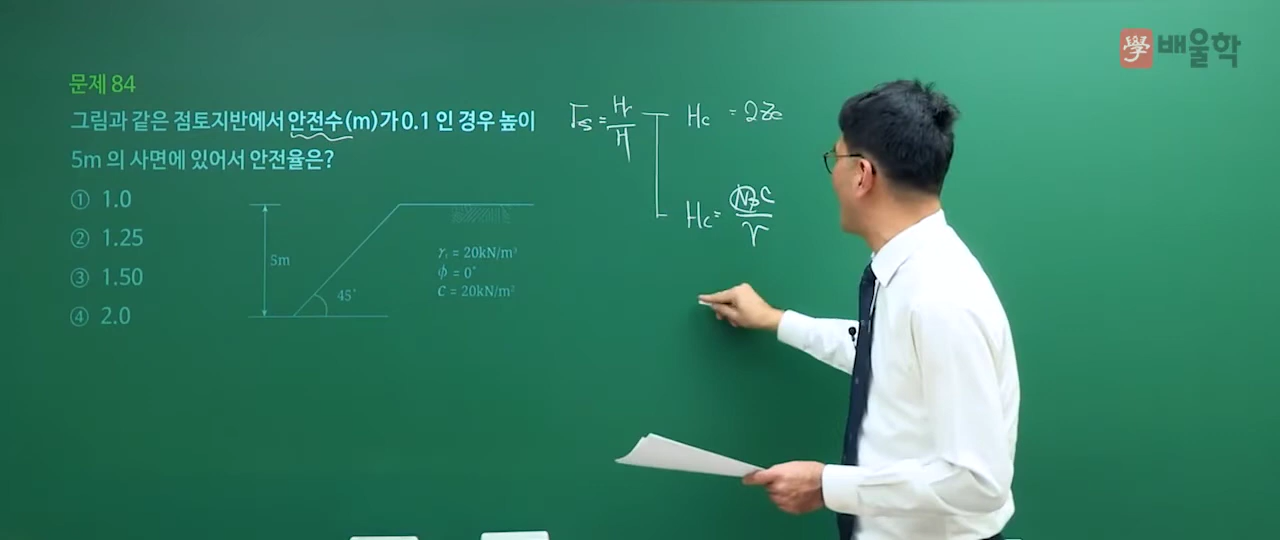 學 배울학
문제 84
그림과 같은 점토지반에서 안전수(m)가 0.1 인 경우 높이
5m 의 사면에 있어서 안전율은?
① 1.0
② 1.25
③ 1.50
④ 2.0
5m
45°
γₜ = 20kN/m³
ϕ = 0°
C = 20kN/m²
Hc = 2Zc
Hc =